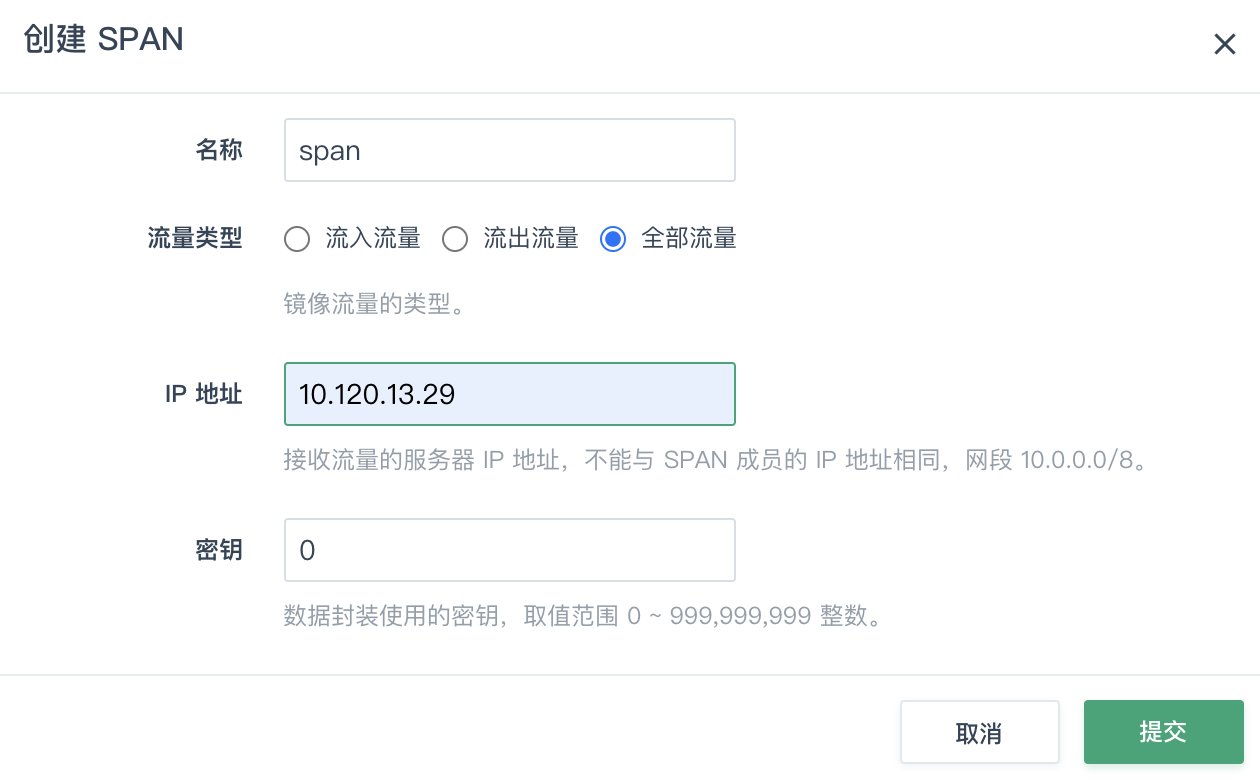 创建 SPAN
名称 span
流量类型 流入流量 流出流量 全部流量
镜像流量的类型。
IP 地址 10.120.13.29
接收流量的服务器 IP 地址，不能与 SPAN 成员的 IP 地址相同，网段 10.0.0.0/8。
密钥 0
数据封装使用的密钥，取值范围 0 ~ 999,999,999 整数。
取消 提交